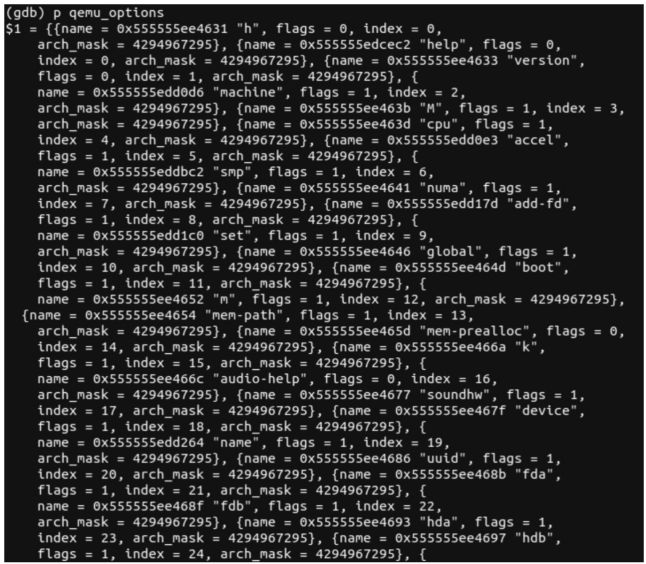 (gdb) p qemu_options
$1 = {{name = 0x555555ee4631 "h", flags = 0, index = 0,
arch_mask = 4294967295}, {name = 0x555555edcec2 "help", flags = 0,
index = 0, arch_mask = 4294967295}, {name = 0x555555ee4633 "version",
flags = 0, index = 1, arch_mask = 4294967295}, {
name = 0x555555edd0d6 "machine", flags = 1, index = 2,
arch_mask = 4294967295}, {name = 0x555555ee463b "M", flags = 1, index = 3,
arch_mask = 4294967295}, {name = 0x555555ee463d "cpu", flags = 1,
index = 4, arch_mask = 4294967295}, {name = 0x555555edd0e3 "accel",
flags = 1, index = 5, arch_mask = 4294967295}, {
name = 0x555555eddbc2 "smp", flags = 1, index = 6,
arch_mask = 4294967295}, {name = 0x555555ee4641 "numa", flags = 1,
index = 7, arch_mask = 4294967295}, {name = 0x555555edd17d "add-fd",
flags = 1, index = 8, arch_mask = 4294967295}, {
name = 0x555555edd1c0 "set", flags = 1, index = 9,
arch_mask = 4294967295}, {name = 0x555555ee4646 "global", flags = 1,
index = 10, arch_mask = 4294967295}, {name = 0x555555ee464d "boot",
flags = 1, index = 11, arch_mask = 4294967295}, {
name = 0x555555ee4652 "m", flags = 1, index = 12, arch_mask = 4294967295},
{name = 0x555555ee4654 "mem-path", flags = 1, index = 13,
arch_mask = 4294967295}, {name = 0x555555ee465d "mem-prealloc", flags = 0,
index = 14, arch_mask = 4294967295}, {name = 0x555555ee466a "k",
flags = 1, index = 15, arch_mask = 4294967295}, {
name = 0x555555ee466c "audio-help", flags = 0, index = 16,
arch_mask = 4294967295}, {name = 0x555555ee4677 "soundhw", flags = 1,
index = 17, arch_mask = 4294967295}, {name = 0x555555ee467f "device",
flags = 1, index = 18, arch_mask = 4294967295}, {
name = 0x555555edd264 "name", flags = 1, index = 19,
arch_mask = 4294967295}, {name = 0x555555ee4686 "uuid", flags = 1,
index = 20, arch_mask = 4294967295}, {name = 0x555555ee468b "fda",
flags = 1, index = 21, arch_mask = 4294967295}, {
name = 0x555555ee468f "fdb", flags = 1, index = 22,
arch_mask = 4294967295}, {name = 0x555555ee4693 "hda", flags = 1,
index = 23, arch_mask = 4294967295}, {name = 0x555555ee4697 "hdb",
flags = 1, index = 24, arch_mask = 4294967295}, {